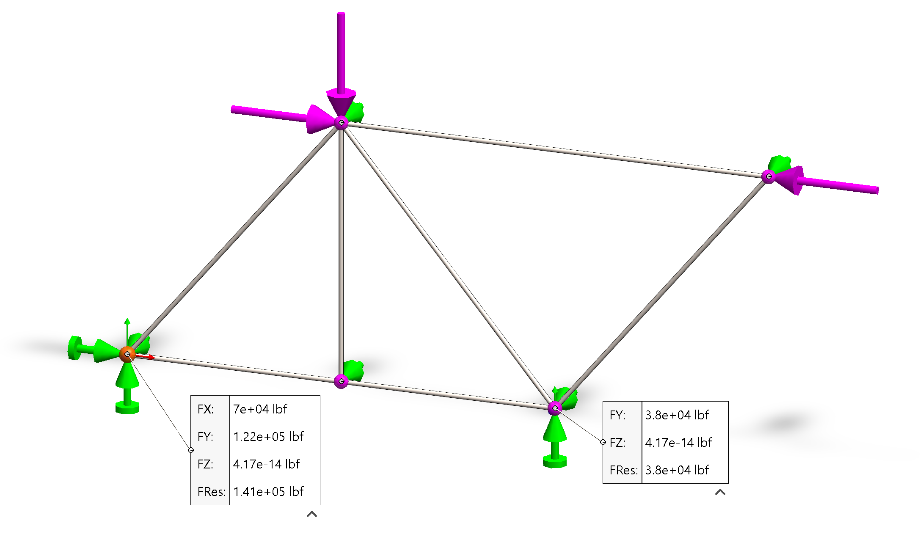 FX: 7e+04 lbf
FY: 1.22e+05 lbf
FZ: 4.17e-14 lbf
FRes: 1.41e+05 lbf
FY: 3.8e+04 lbf
FZ: 4.17e-14 lbf
FRes: 3.8e+04 lbf